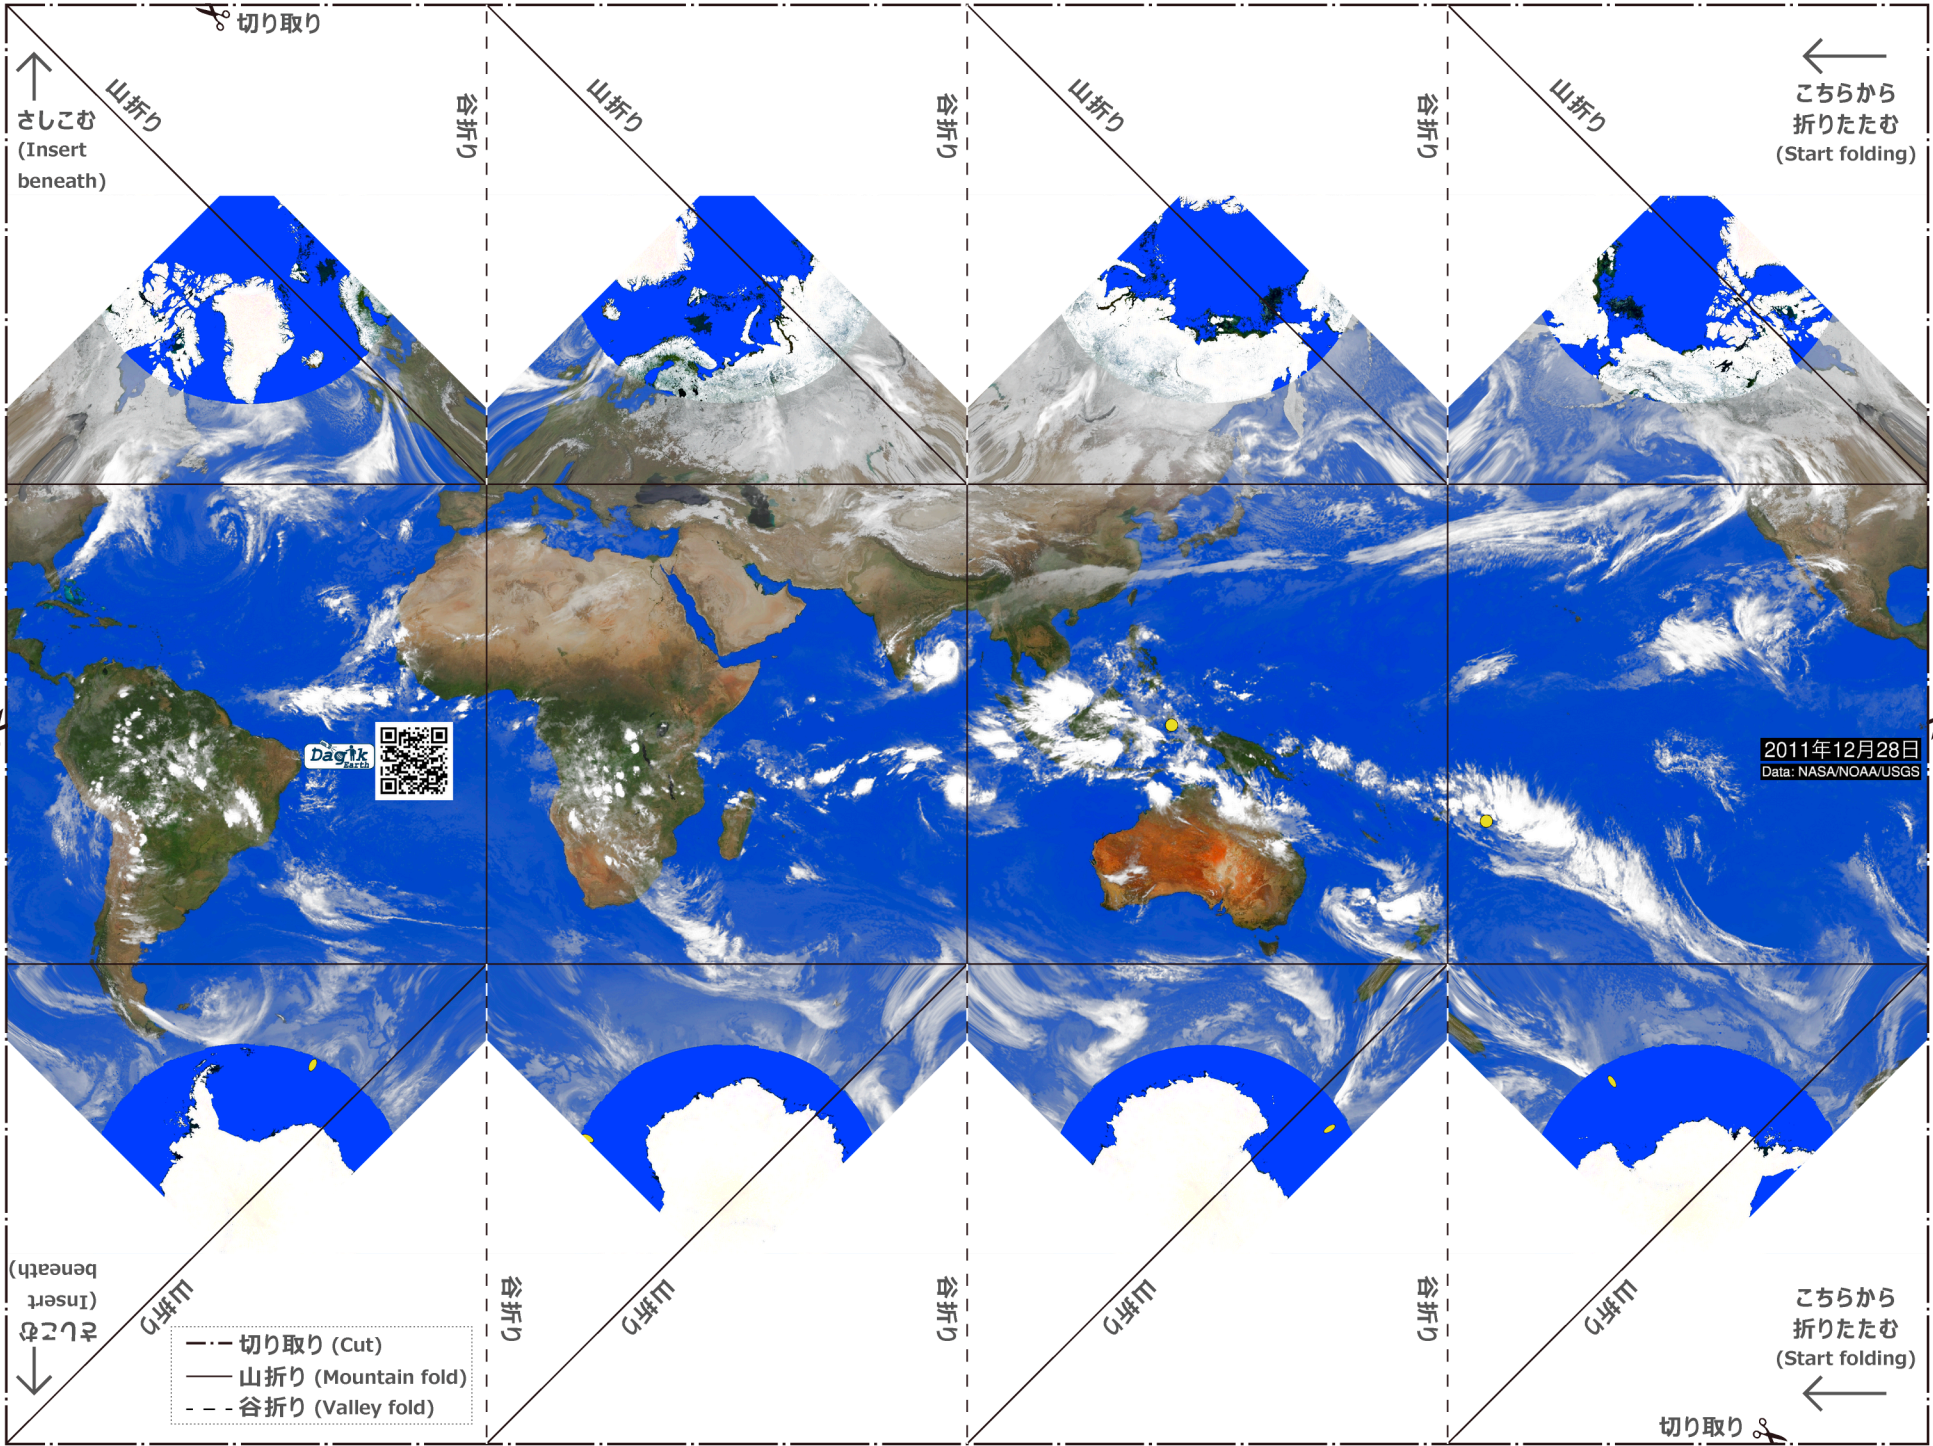 切り取り
山折り
谷折り
山折り
谷折り
山折り
谷折り
山折り
こちらから
折りたたむ
(Start folding)
さしこむ
(Insert
beneath)
Dagik
Earth
2011年12月28日
Data: NASA/NOAA/USGS
さしこむ
(Insert
beneath)
山折り
谷折り
山折り
谷折り
山折り
谷折り
山折り
こちらから
折りたたむ
(Start folding)
切り取り (Cut)
山折り (Mountain fold)
谷折り (Valley fold)
切り取り